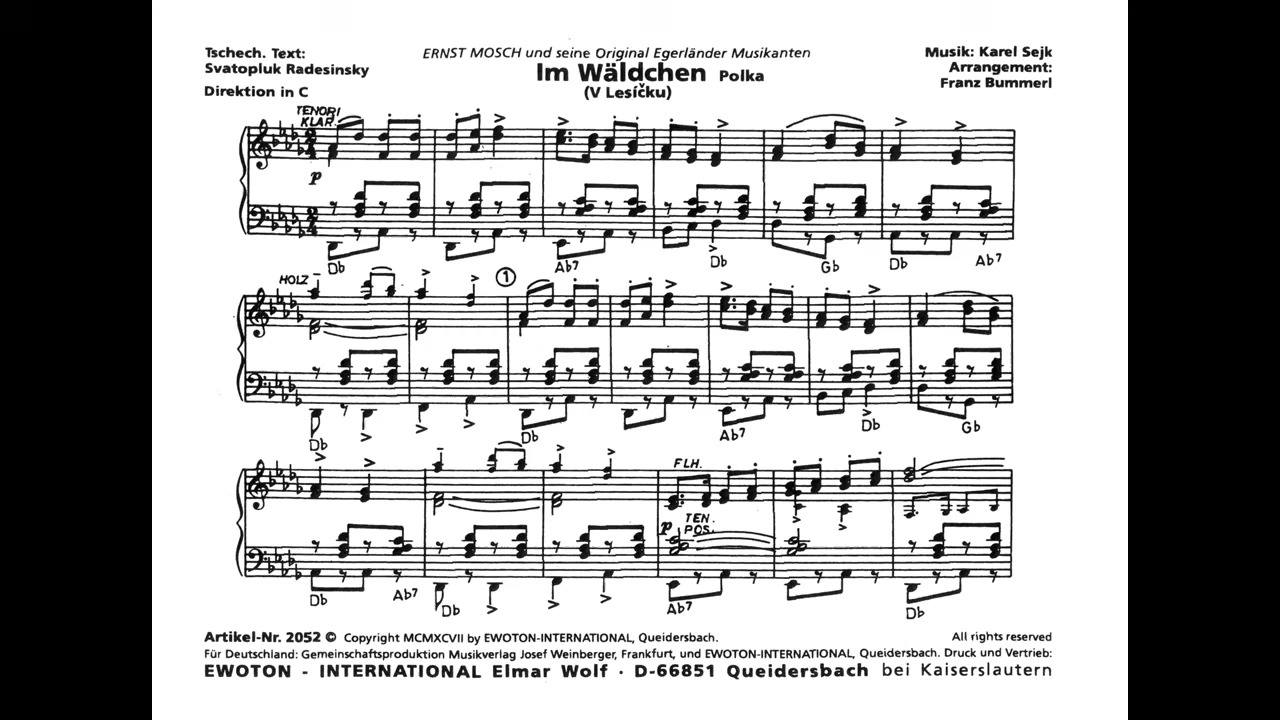 Tschech. Text:
Svatopluk Radesinsky
Direktion in C
ERNST MOSCH und seine Original Egerländer Musikanten
Im Wäldchen Polka
(V Lesíčku)
Musik: Karel Sejk
Arrangement:
Franz Bummerl
TENORI
KLAR.
p
Db Ab7 Db Gb Db Ab7
HOLZ 1
Db Db Ab7 Db Gb
FLH.
p TEN.
POS.
Db Ab7 Db Ab7 Db
Artikel-Nr. 2052 © Copyright MCMXCVII by EWOTON-INTERNATIONAL, Queidersbach. All rights reserved
Für Deutschland: Gemeinschaftsproduktion Musikverlag Josef Weinberger, Frankfurt, und EWOTON-INTERNATIONAL, Queidersbach. Druck und Vertrieb:
EWOTON - INTERNATIONAL Elmar Wolf · D-66851 Queidersbach bei Kaiserslautern